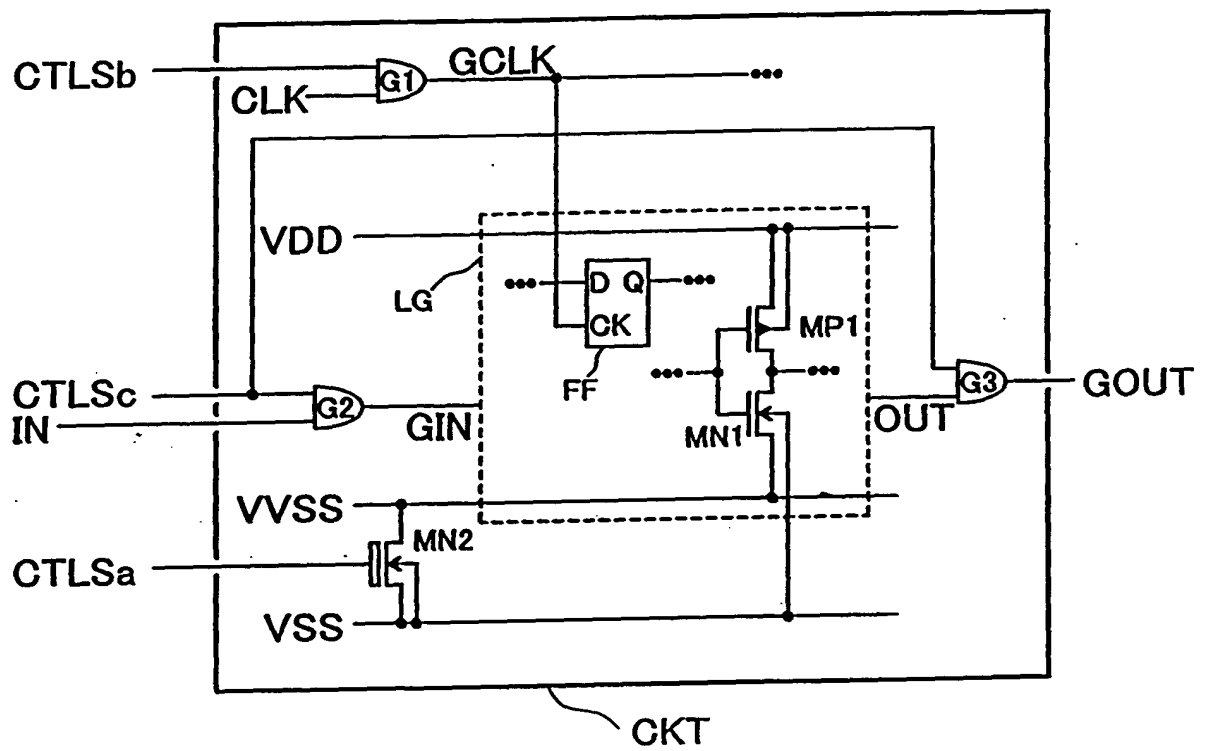 CTLSb
G1
GCLK
•••
CLK
VDD
LG
•••
D Q
•••
CK
FF
MP1
•••
•••
MN1
CTLSc
IN
G2
GIN
OUT
G3
GOUT
VVSS
MN2
CTLSa
VSS
CKT